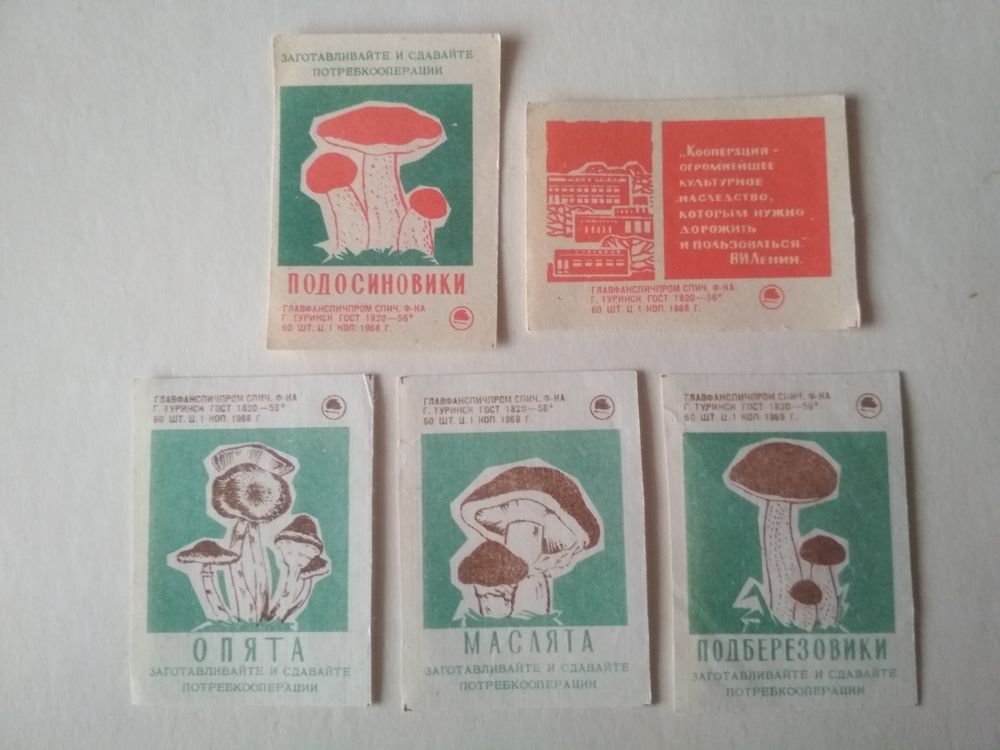 ЗАГОТАВЛИВАЙТЕ И СДАВАЙТЕ
ПОТРЕБКООПЕРАЦИИ
ПОДОСИНОВИКИ
ГЛАВФАНСПИЧПРОМ СПИЧ. Ф-КА
Г. ТУРИНСК ГОСТ 1820—56*
60 ШТ. Ц. 1 КОП. 1968 Г.
„Кооперация -
огромнейшее
культурное
наследство,
которым нужно
дорожить
и пользоваться."
В.И.Ленин.
ГЛАВФАНСПИЧПРОМ СПИЧ. Ф-КА
Г. ТУРИНСК ГОСТ 1820—56*
60 ШТ. Ц. 1 КОП. 1968 Г.
ГЛАВФАНСПИЧПРОМ СПИЧ. Ф-КА
Г. ТУРИНСК ГОСТ 1820—56*
60 ШТ. Ц. 1 КОП. 1968 Г.
ОПЯТА
ЗАГОТАВЛИВАЙТЕ И СДАВАЙТЕ
ПОТРЕБКООПЕРАЦИИ
ГЛАВФАНСПИЧПРОМ СПИЧ. Ф-КА
Г. ТУРИНСК ГОСТ 1820—56*
60 ШТ. Ц. 1 КОП. 1968 Г.
МАСЛЯТА
ЗАГОТАВЛИВАЙТЕ И СДАВАЙТЕ
ПОТРЕБКООПЕРАЦИИ
ГЛАВФАНСПИЧПРОМ СПИЧ. Ф-КА
Г. ТУРИНСК ГОСТ 1820—56*
60 ШТ. Ц. 1 КОП. 1968 Г.
ПОДБЕРЕЗОВИКИ
ЗАГОТАВЛИВАЙТЕ И СДАВАЙТЕ
ПОТРЕБКООПЕРАЦИИ